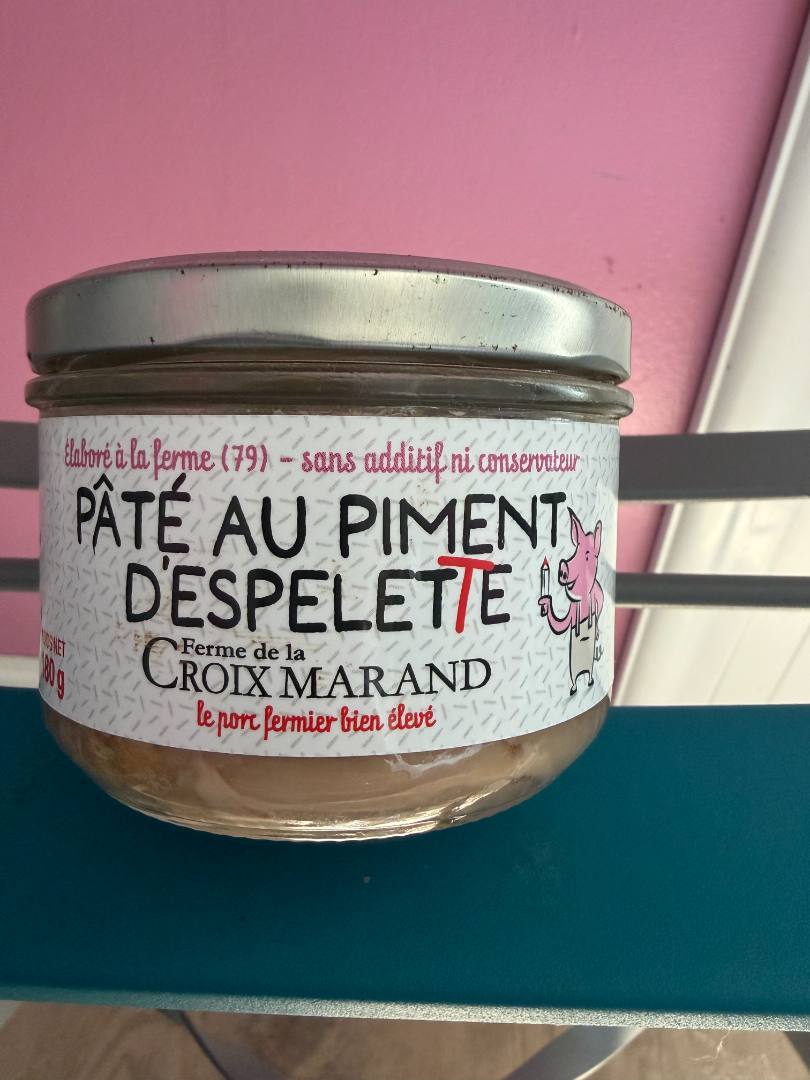 Élaboré à la ferme (79) - sans additif ni conservateur
PÂTÉ AU PIMENT
D'ESPELETTE
Ferme de la
CROIX MARAND
le porc fermier bien élevé
NET